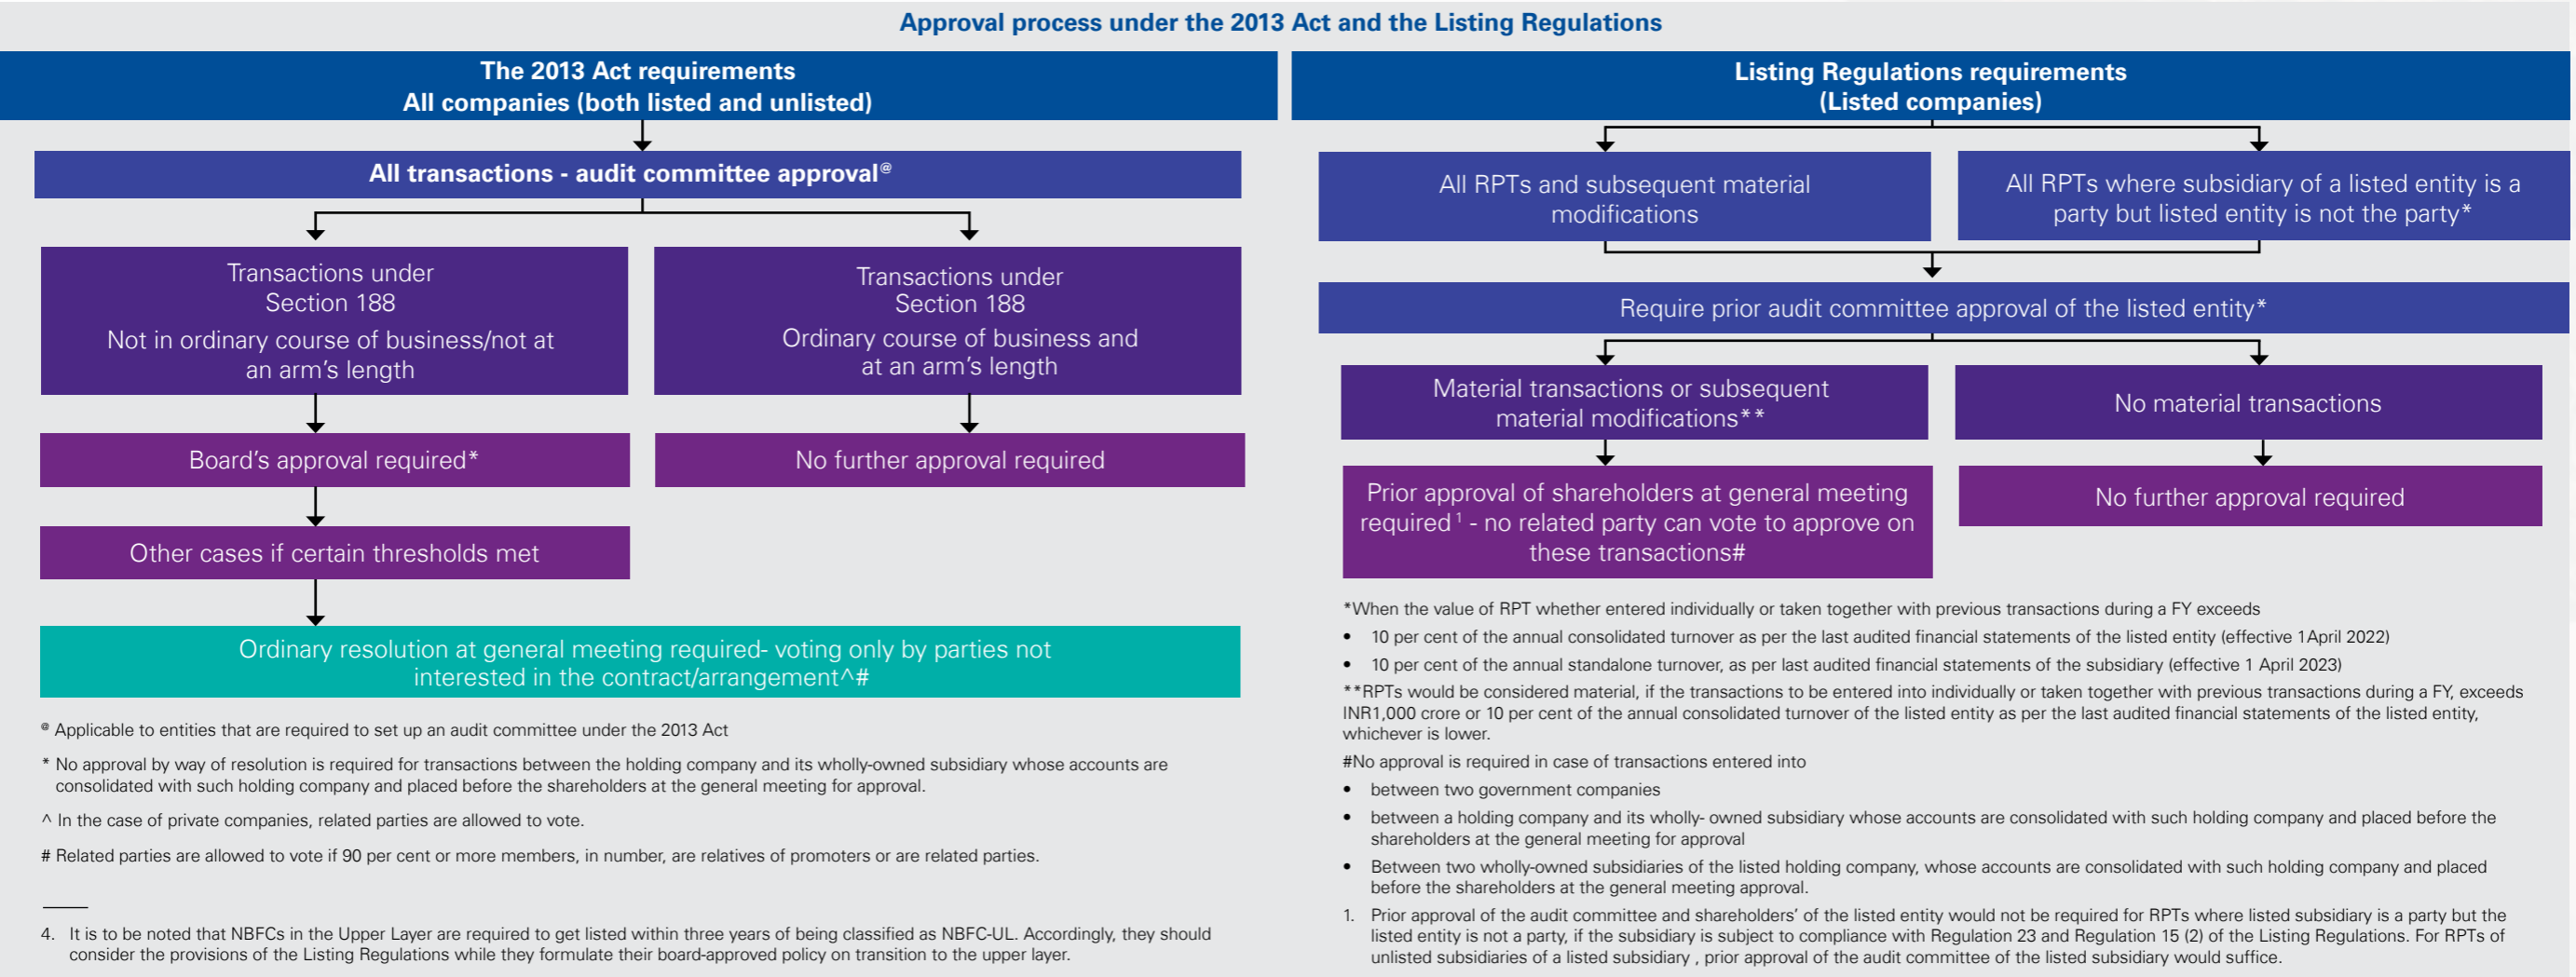 Approval process under the 2013 Act and the Listing Regulations
The 2013 Act requirements
All companies (both listed and unlisted)
All transactions - audit committee approval@
Transactions under
Section 188
Not in ordinary course of business/not at
an arm's length
Transactions under
Section 188
Ordinary course of business and
at an arm's length
Board's approval required*
No further approval required
Other cases if certain thresholds met
Ordinary resolution at general meeting required- voting only by parties not
interested in the contract/arrangement^#
@ Applicable to entities that are required to set up an audit committee under the 2013 Act
* No approval by way of resolution is required for transactions between the holding company and its wholly-owned subsidiary whose accounts are
consolidated with such holding company and placed before the shareholders at the general meeting for approval.
^ In the case of private companies, related parties are allowed to vote.
# Related parties are allowed to vote if 90 per cent or more members, in number, are relatives of promoters or are related parties.
4. It is to be noted that NBFCs in the Upper Layer are required to get listed within three years of being classified as NBFC-UL. Accordingly, they should
consider the provisions of the Listing Regulations while they formulate their board-approved policy on transition to the upper layer.
Listing Regulations requirements
(Listed companies)
All RPTs and subsequent material
modifications
All RPTs where subsidiary of a listed entity is a
party but listed entity is not the party*
Require prior audit committee approval of the listed entity*
Material transactions or subsequent
material modifications**
No material transactions
Prior approval of shareholders at general meeting
required1 - no related party can vote to approve on
these transactions#
No further approval required
*When the value of RPT whether entered individually or taken together with previous transactions during a FY exceeds
• 10 per cent of the annual consolidated turnover as per the last audited financial statements of the listed entity (effective 1April 2022)
• 10 per cent of the annual standalone turnover, as per last audited financial statements of the subsidiary (effective 1 April 2023)
**RPTs would be considered material, if the transactions to be entered into individually or taken together with previous transactions during a FY, exceeds
INR1,000 crore or 10 per cent of the annual consolidated turnover of the listed entity as per the last audited financial statements of the listed entity,
whichever is lower.
#No approval is required in case of transactions entered into
• between two government companies
• between a holding company and its wholly- owned subsidiary whose accounts are consolidated with such holding company and placed before the
shareholders at the general meeting for approval
• Between two wholly-owned subsidiaries of the listed holding company, whose accounts are consolidated with such holding company and placed
before the shareholders at the general meeting approval.
1. Prior approval of the audit committee and shareholders' of the listed entity would not be required for RPTs where listed subsidiary is a party but the
listed entity is not a party, if the subsidiary is subject to compliance with Regulation 23 and Regulation 15 (2) of the Listing Regulations. For RPTs of
unlisted subsidiaries of a listed subsidiary , prior approval of the audit committee of the listed subsidiary would suffice.